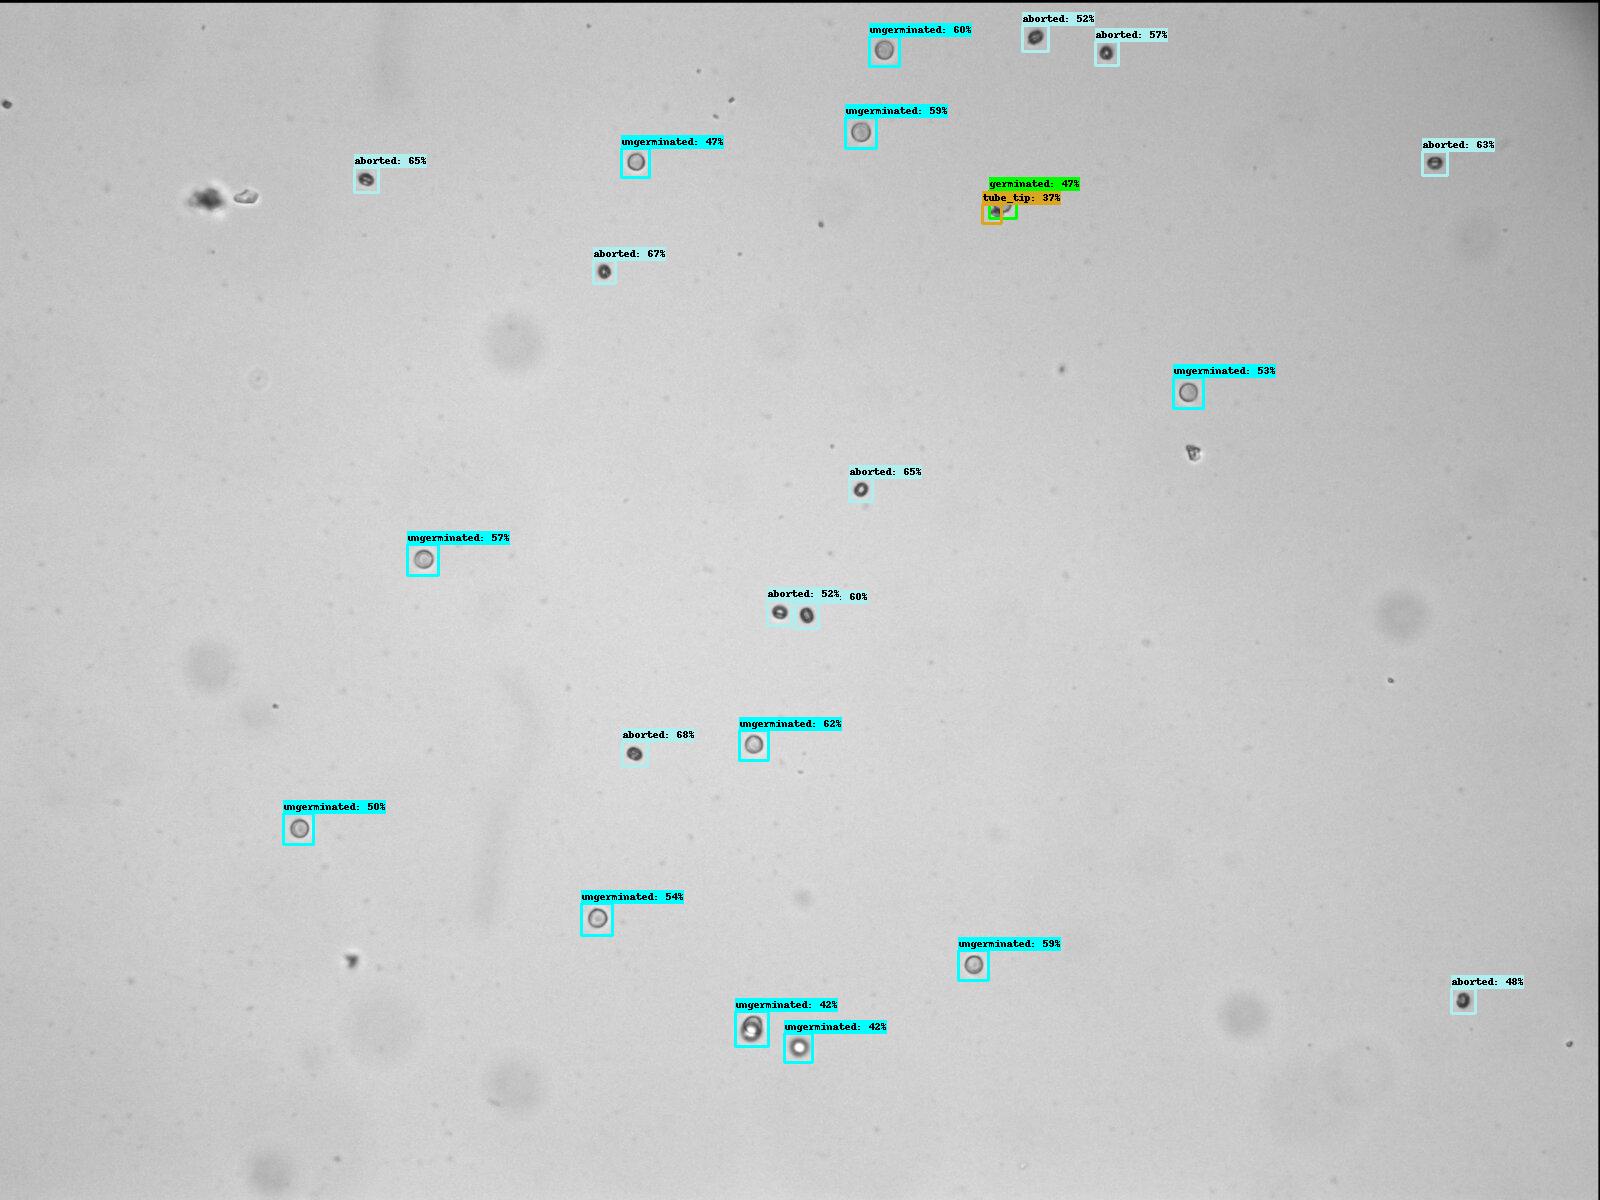 aborted: 52%
ungerminated: 60%
aborted: 57%
ungerminated: 59%
ungerminated: 47%
aborted: 63%
aborted: 65%
germinated: 47%
tube_tip: 37%
aborted: 67%
ungerminated: 53%
aborted: 65%
ungerminated: 57%
aborted: 52%
: 60%
ungerminated: 62%
aborted: 68%
ungerminated: 50%
ungerminated: 54%
ungerminated: 59%
aborted: 48%
ungerminated: 42%
ungerminated: 42%